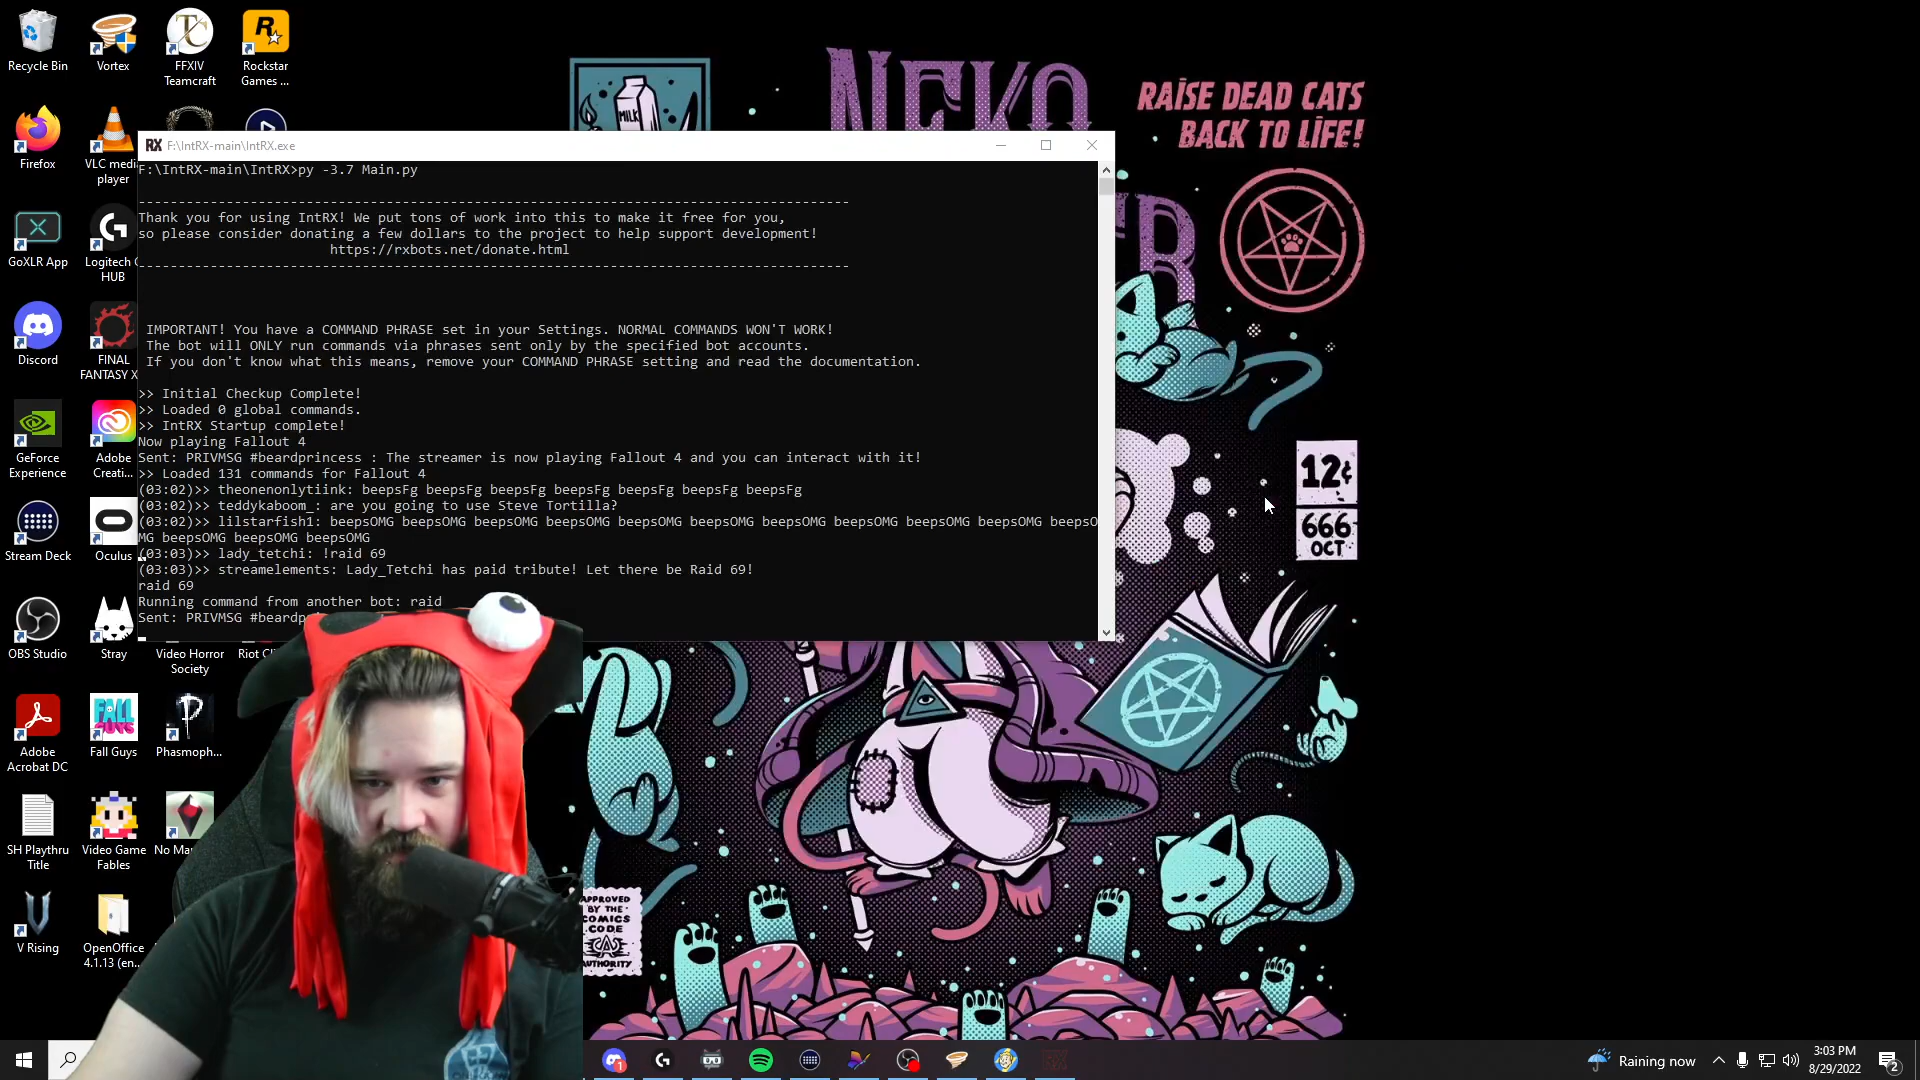 Recycle Bin
Vortex
FFXIV
Teamcraft
Rockstar
Games ...
Firefox
VLC medi
player
GoXLR App
Logitech G
HUB
Discord
FINAL
FANTASY X
GeForce
Experience
Adobe
Creati...
Stream Deck
Oculus
OBS Studio
Stray
Video Horror
Society
Riot Cli
Adobe
Acrobat DC
Fall Guys
Phasmoph...
SH Playthru
Title
Video Game
Fables
No Ma
V Rising
OpenOffice
4.1.13 (en...
MILK
NEKO
RAISE DEAD CATS
BACK TO LIFE!
12¢
666
OCT
APPROVED
BY THE
COMICS
CODE
AUTHORITY
RX F:\IntRX-main\IntRX.exe
F:\IntRX-main\IntRX>py -3.7 Main.py
-----------------------------------------------------------------------------------------
Thank you for using IntRX! We put tons of work into this to make it free for you,
so please consider donating a few dollars to the project to help support development!
https://rxbots.net/donate.html
-----------------------------------------------------------------------------------------
IMPORTANT! You have a COMMAND PHRASE set in your Settings. NORMAL COMMANDS WON'T WORK!
The bot will ONLY run commands via phrases sent only by the specified bot accounts.
If you don't know what this means, remove your COMMAND PHRASE setting and read the documentation.
>> Initial Checkup Complete!
>> Loaded 0 global commands.
>> IntRX Startup complete!
Now playing Fallout 4
Sent: PRIVMSG #beardprincess : The streamer is now playing Fallout 4 and you can interact with it!
>> Loaded 131 commands for Fallout 4
(03:02)>> theonenonlytiink: beepsFg beepsFg beepsFg beepsFg beepsFg beepsFg beepsFg
(03:02)>> teddykaboom_: are you going to use Steve Tortilla?
(03:02)>> lilstarfish1: beepsOMG beepsOMG beepsOMG beepsOMG beepsOMG beepsOMG beepsOMG beepsOMG beepsOMG beepsO
MG beepsOMG beepsOMG beepsOMG
(03:03)>> lady_tetchi: !raid 69
(03:03)>> streamelements: Lady_Tetchi has paid tribute! Let there be Raid 69!
raid 69
Running command from another bot: raid
Sent: PRIVMSG #beardp
Raining now
3:03 PM
8/29/2022
2